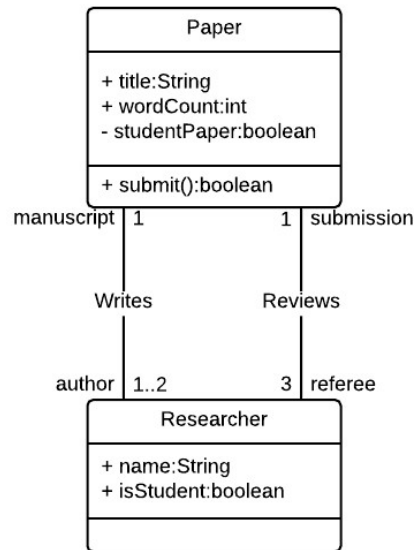 Paper
+ title:String
+ wordCount:int
- studentPaper:boolean
+ submit():boolean
manuscript 1 1 submission
Writes Reviews
author 1..2 3 referee
Researcher
+ name:String
+ isStudent:boolean